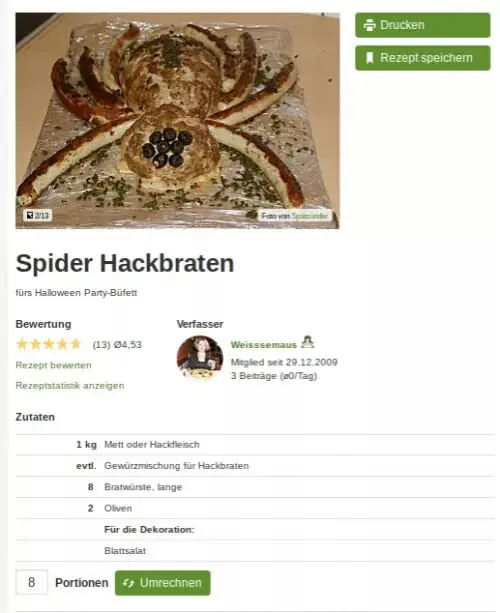 Drucken
Rezept speichern
2/13
Foto von Spätzünder
Spider Hackbraten
fürs Halloween Party-Büfett
Bewertung
Verfasser
(13) Ø4,53
Weisssemaus
Rezept bewerten
Mitglied seit 29.12.2009
3 Beiträge (ø0/Tag)
Rezeptstatistik anzeigen
Zutaten
1 kg Mett oder Hackfleisch
evtl. Gewürzmischung für Hackbraten
8 Bratwürste, lange
2 Oliven
Für die Dekoration:
Blattsalat
8 Portionen Umrechnen